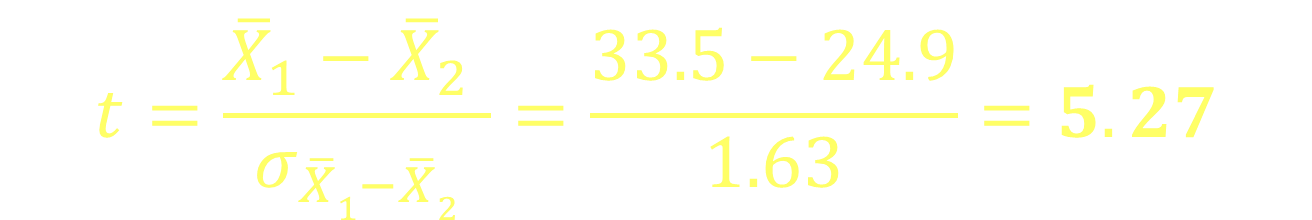 t = (X̄₁ − X̄₂) / σ_(X̄₁−X̄₂) = (33.5 − 24.9) / 1.63 = 5.27